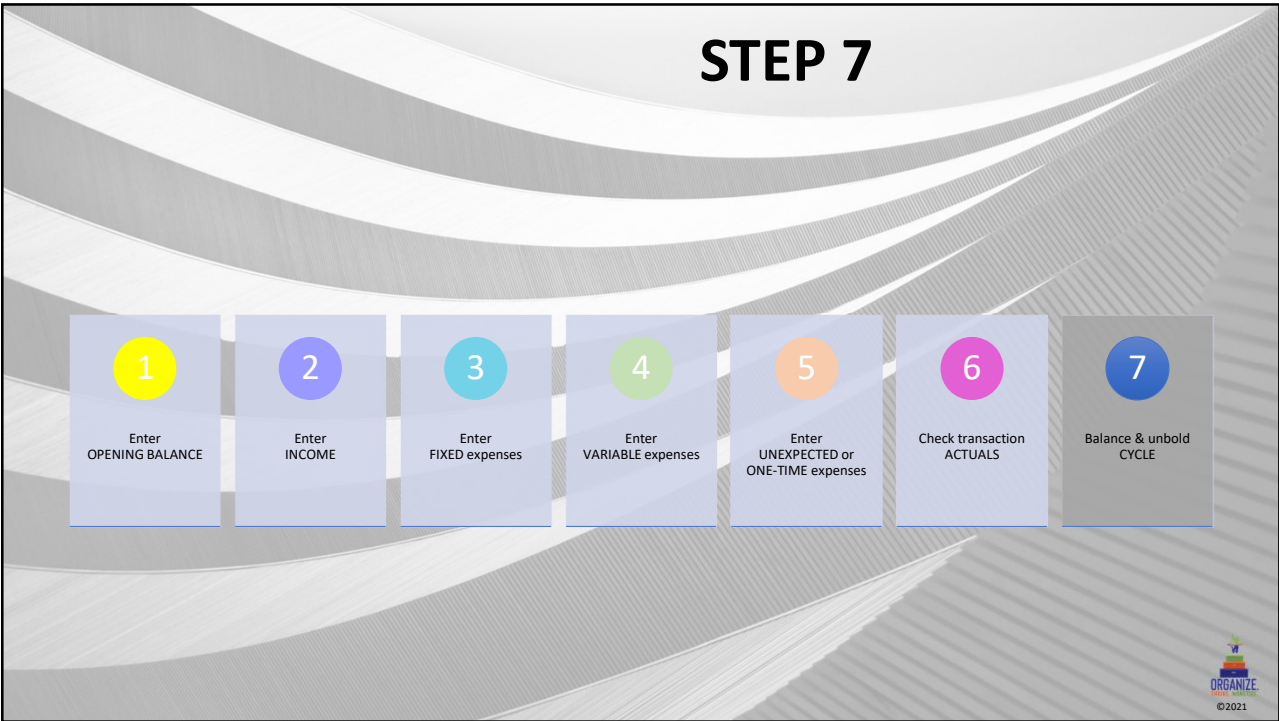 STEP 7
1
Enter
OPENING BALANCE
2
Enter
INCOME
3
Enter
FIXED expenses
4
Enter
VARIABLE expenses
5
Enter
UNEXPECTED or
ONE-TIME expenses
6
Check transaction
ACTUALS
7
Balance & unbold
CYCLE
ORGANIZE.
©2021